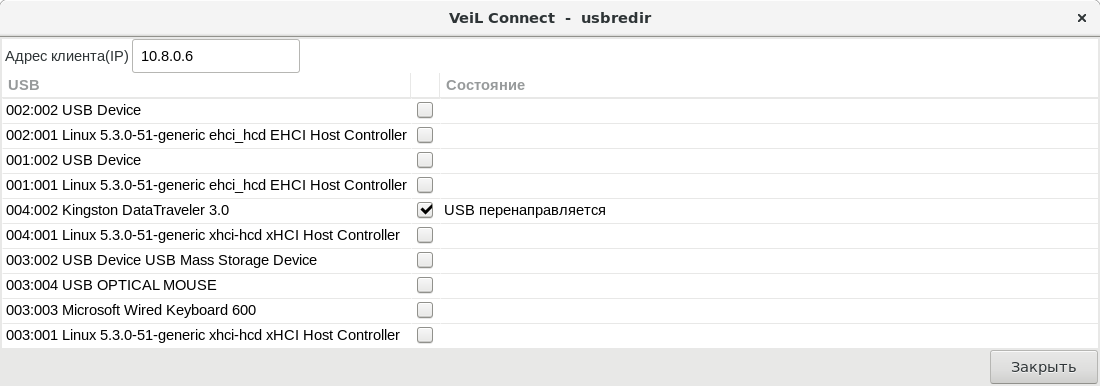 VeiL Connect - usbredir ×
Адрес клиента(IP) 10.8.0.6
USB Состояние
002:002 USB Device
002:001 Linux 5.3.0-51-generic ehci_hcd EHCI Host Controller
001:002 USB Device
001:001 Linux 5.3.0-51-generic ehci_hcd EHCI Host Controller
004:002 Kingston DataTraveler 3.0 USB перенаправляется
004:001 Linux 5.3.0-51-generic xhci-hcd xHCI Host Controller
003:002 USB Device USB Mass Storage Device
003:004 USB OPTICAL MOUSE
003:003 Microsoft Wired Keyboard 600
003:001 Linux 5.3.0-51-generic xhci-hcd xHCI Host Controller
Закрыть